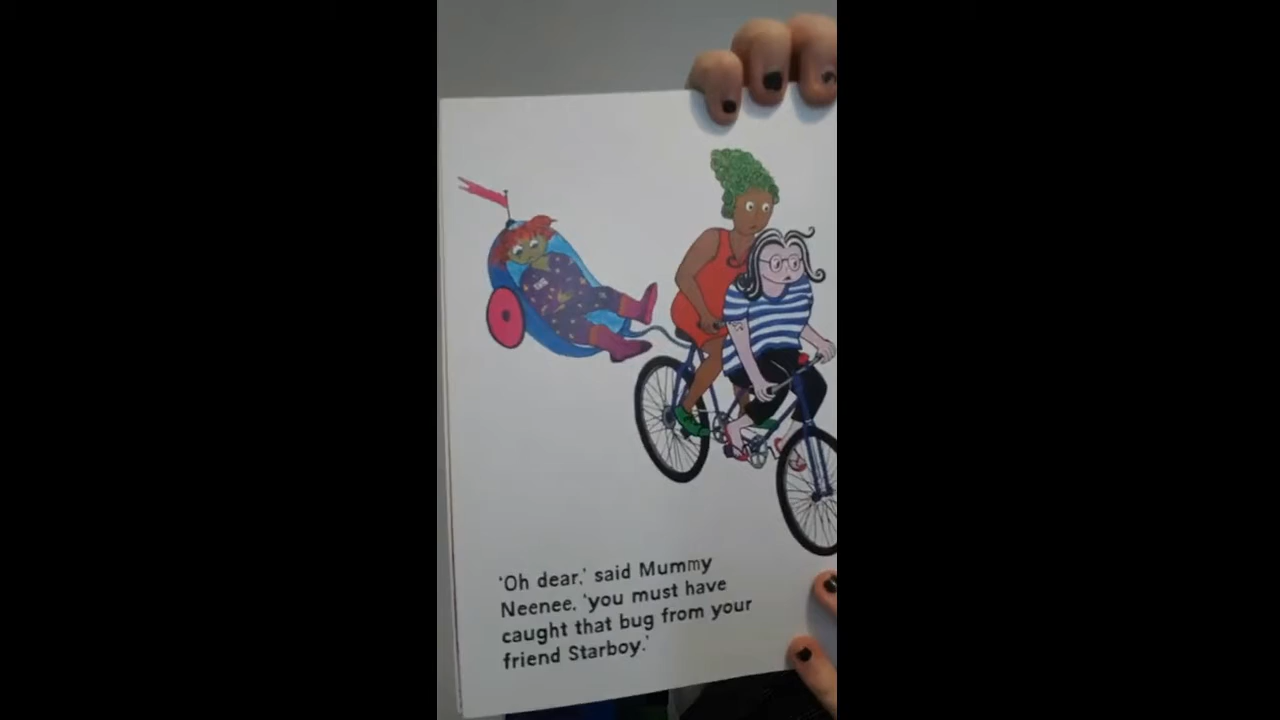 'Oh dear,' said Mummy
Neenee, 'you must have
caught that bug from your
friend Starboy.'